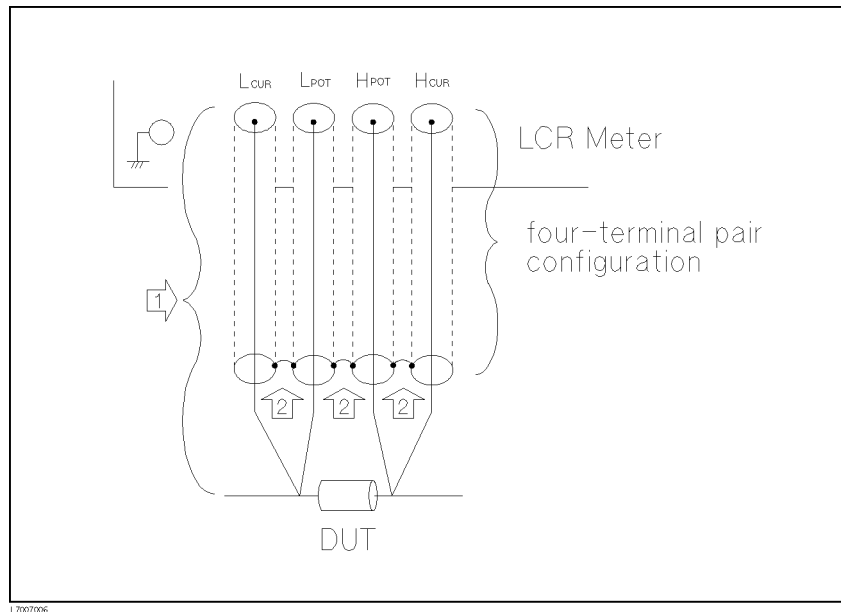 LCUR LPOT HPOT HCUR
LCR Meter
four-terminal pair
configuration
1
2 2 2
DUT
L7007006